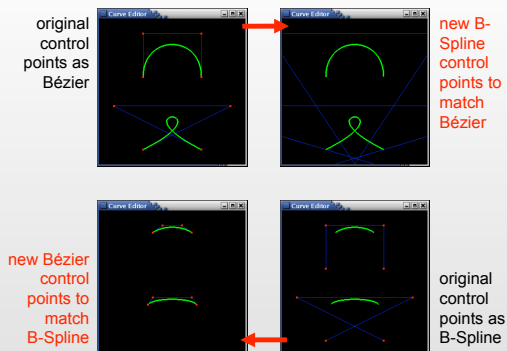 Curve Editor
Curve Editor
original
control
points as
Bézier
new B-
Spline
control
points to
match
Bézier
Curve Editor
Curve Editor
new Bézier
control
points to
match
B-Spline
original
control
points as
B-Spline